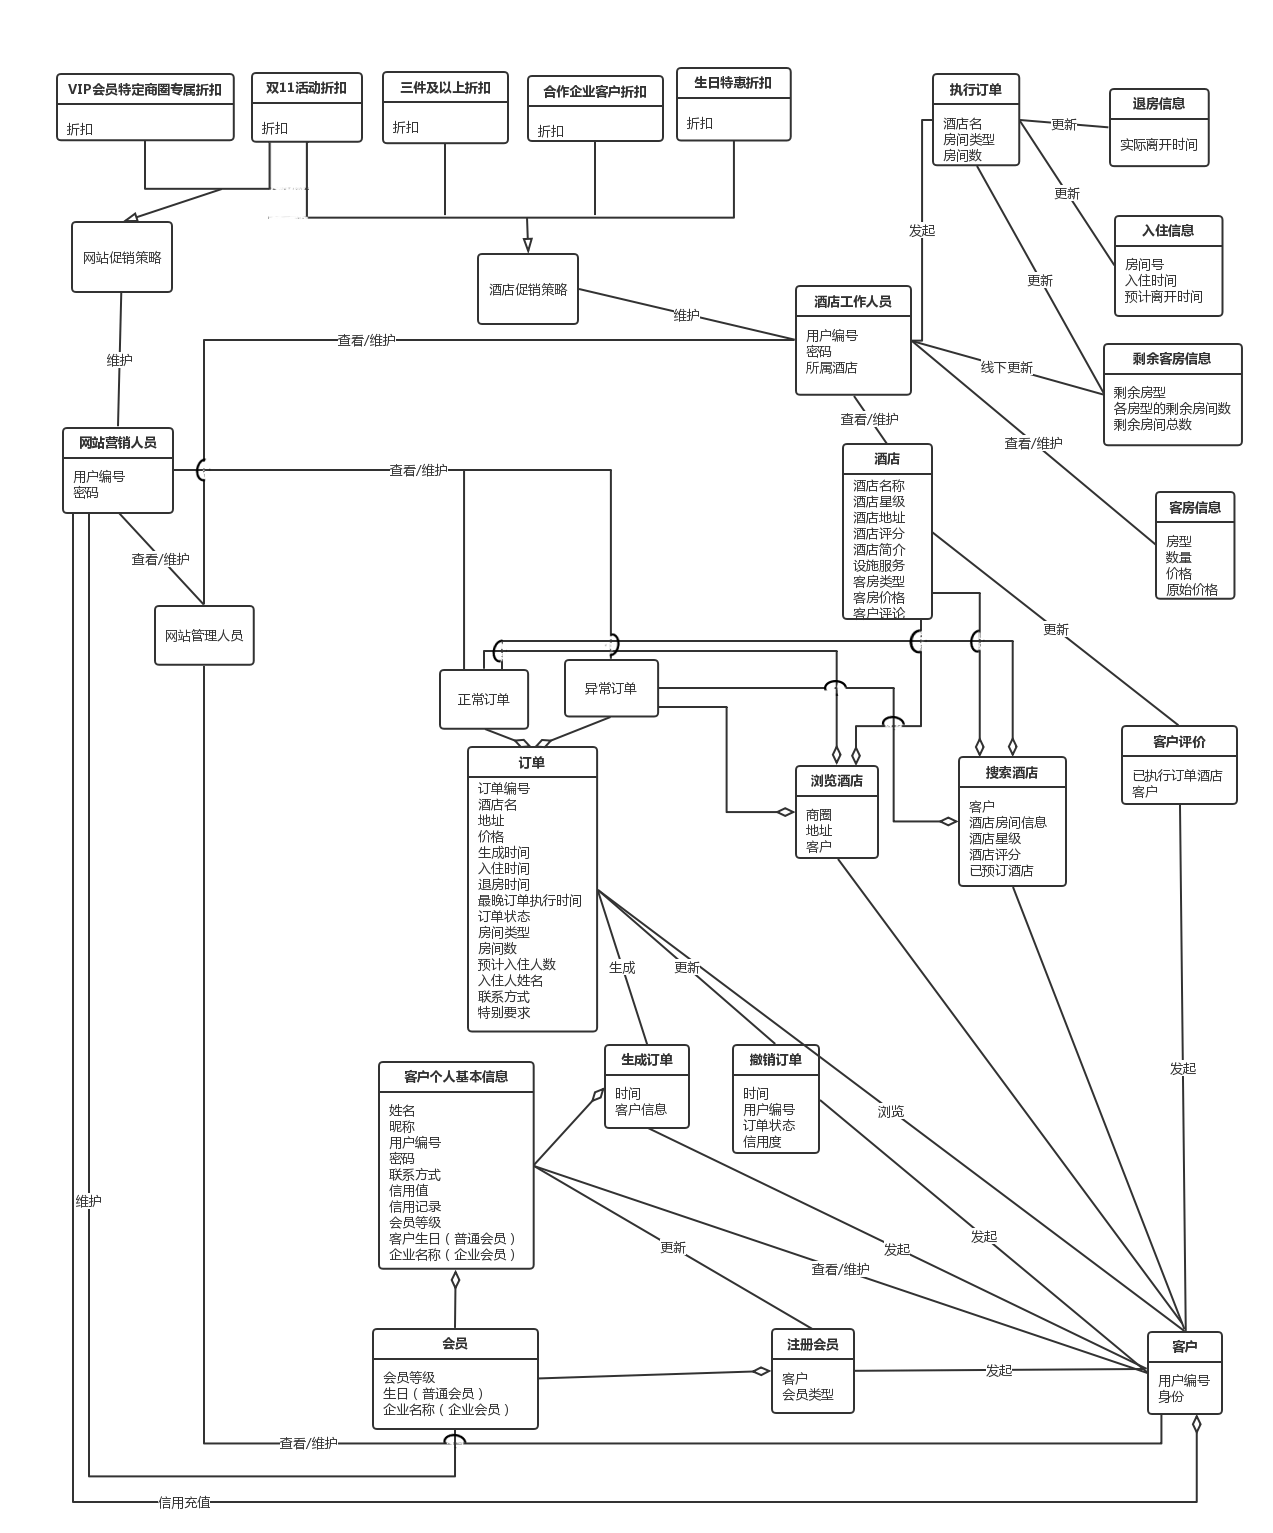 VIP会员特定商圈专属折扣
折扣
双11活动折扣
折扣
三件及以上折扣
折扣
合作企业客户折扣
折扣
生日特惠折扣
折扣
执行订单
酒店名
房间类型
房间数
更新
退房信息
实际离开时间
更新
入住信息
房间号
入住时间
预计离开时间
发起
网站促销策略
酒店促销策略
更新
维护
酒店工作人员
用户编号
密码
所属酒店
查看/维护
维护
线下更新
剩余客房信息
剩余房型
各房型的剩余房间数
剩余房间总数
查看/维护
查看/维护
网站营销人员
用户编号
密码
查看/维护
酒店
酒店名称
酒店星级
酒店地址
酒店评分
酒店简介
设施服务
客房类型
客房价格
客户评论
客房信息
房型
数量
价格
原始价格
查看/维护
网站管理人员
更新
正常订单
异常订单
订单
订单编号
酒店名
地址
价格
生成时间
入住时间
退房时间
最晚订单执行时间
订单状态
房间类型
房间数
预计入住人数
入住人姓名
联系方式
特别要求
浏览酒店
商圈
地址
客户
搜索酒店
客户
酒店房间信息
酒店星级
酒店评分
已预订酒店
客户评价
已执行订单酒店
客户
生成
更新
客户个人基本信息
姓名
昵称
用户编号
密码
联系方式
信用值
信用记录
会员等级
客户生日（普通会员）
企业名称（企业会员）
生成订单
时间
客户信息
撤销订单
时间
用户编号
订单状态
信用度
浏览
发起
维护
更新
发起
发起
查看/维护
会员
会员等级
生日（普通会员）
企业名称（企业会员）
注册会员
客户
会员类型
发起
客户
用户编号
身份
查看/维护
信用充值